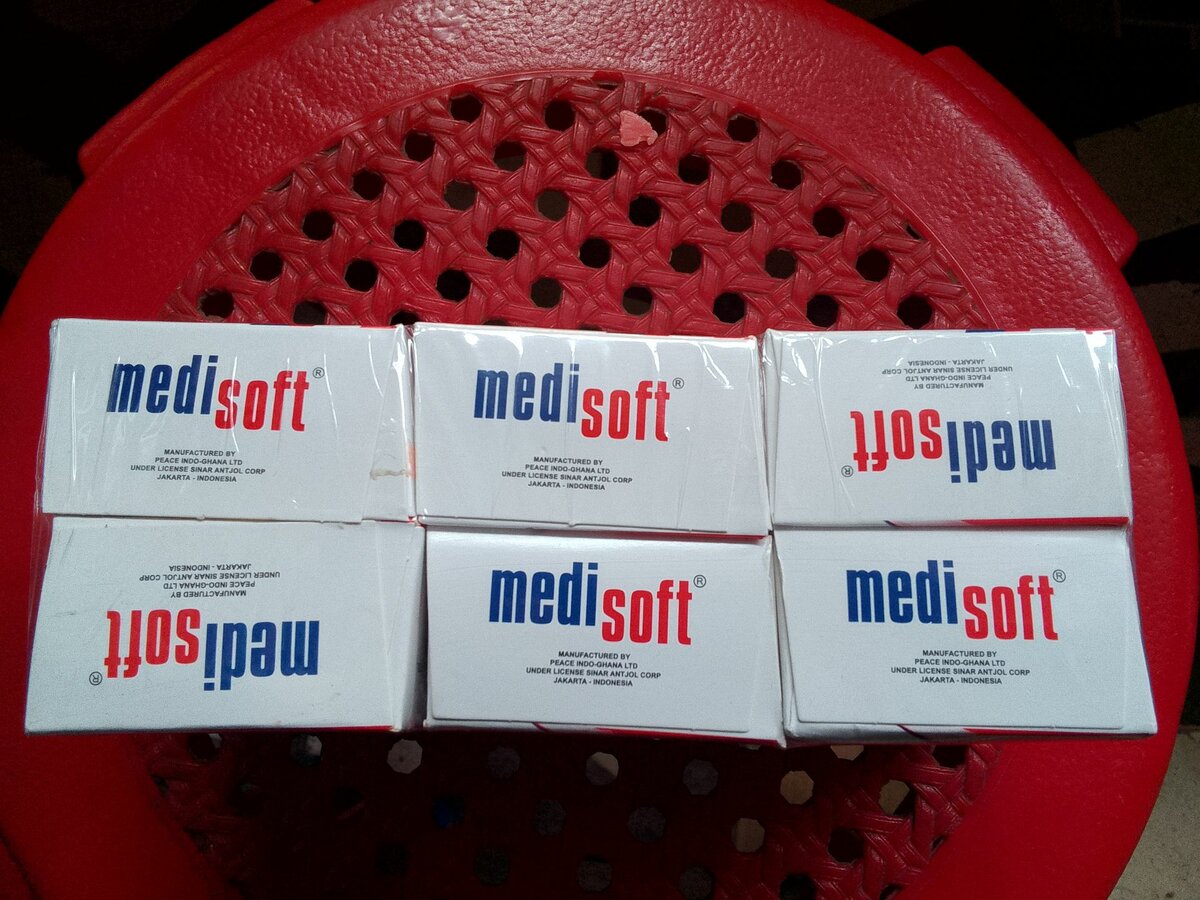 medisoft®
MANUFACTURED BY
PEACE INDO-GHANA LTD
UNDER LICENSE SINAR ANTJOL CORP
JAKARTA - INDONESIA
medisoft®
MANUFACTURED BY
PEACE INDO-GHANA LTD
UNDER LICENSE SINAR ANTJOL CORP
JAKARTA - INDONESIA
medisoft®
MANUFACTURED BY
PEACE INDO-GHANA LTD
UNDER LICENSE SINAR ANTJOL CORP
JAKARTA - INDONESIA
medisoft®
MANUFACTURED BY
PEACE INDO-GHANA LTD
UNDER LICENSE SINAR ANTJOL CORP
JAKARTA - INDONESIA
medisoft®
MANUFACTURED BY
PEACE INDO-GHANA LTD
UNDER LICENSE SINAR ANTJOL CORP
JAKARTA - INDONESIA
medisoft®
MANUFACTURED BY
PEACE INDO-GHANA LTD
UNDER LICENSE SINAR ANTJOL CORP
JAKARTA - INDONESIA